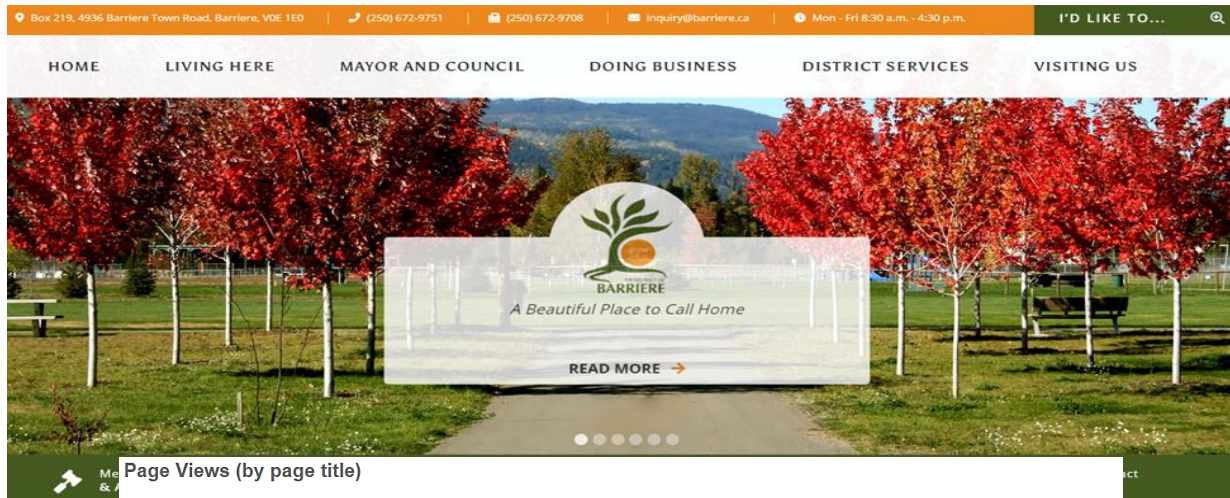 Box 219, 4936 Barriere Town Road, Barriere, V0E 1E0 | (250) 672-9751 | (250) 672-9708 | inquiry@barriere.ca | Mon - Fri 8:30 a.m. - 4:30 p.m. I'D LIKE TO...
HOME LIVING HERE MAYOR AND COUNCIL DOING BUSINESS DISTRICT SERVICES VISITING US
BARRIERE
A Beautiful Place to Call Home
READ MORE →
Page Views (by page title)